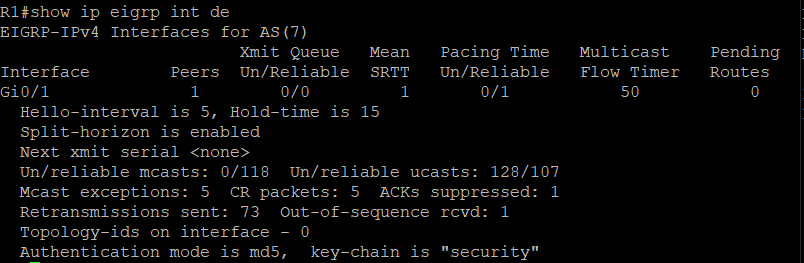 R1#show ip eigrp int de
EIGRP-IPv4 Interfaces for AS(7)
                        Xmit Queue   Mean   Pacing Time   Multicast    Pending
Interface        Peers  Un/Reliable  SRTT   Un/Reliable   Flow Timer   Routes
Gi0/1              1        0/0         1       0/1           50           0
  Hello-interval is 5, Hold-time is 15
  Split-horizon is enabled
  Next xmit serial <none>
  Un/reliable mcasts: 0/118  Un/reliable ucasts: 128/107
  Mcast exceptions: 5  CR packets: 5  ACKs suppressed: 1
  Retransmissions sent: 73  Out-of-sequence rcvd: 1
  Topology-ids on interface - 0
  Authentication mode is md5,  key-chain is "security"